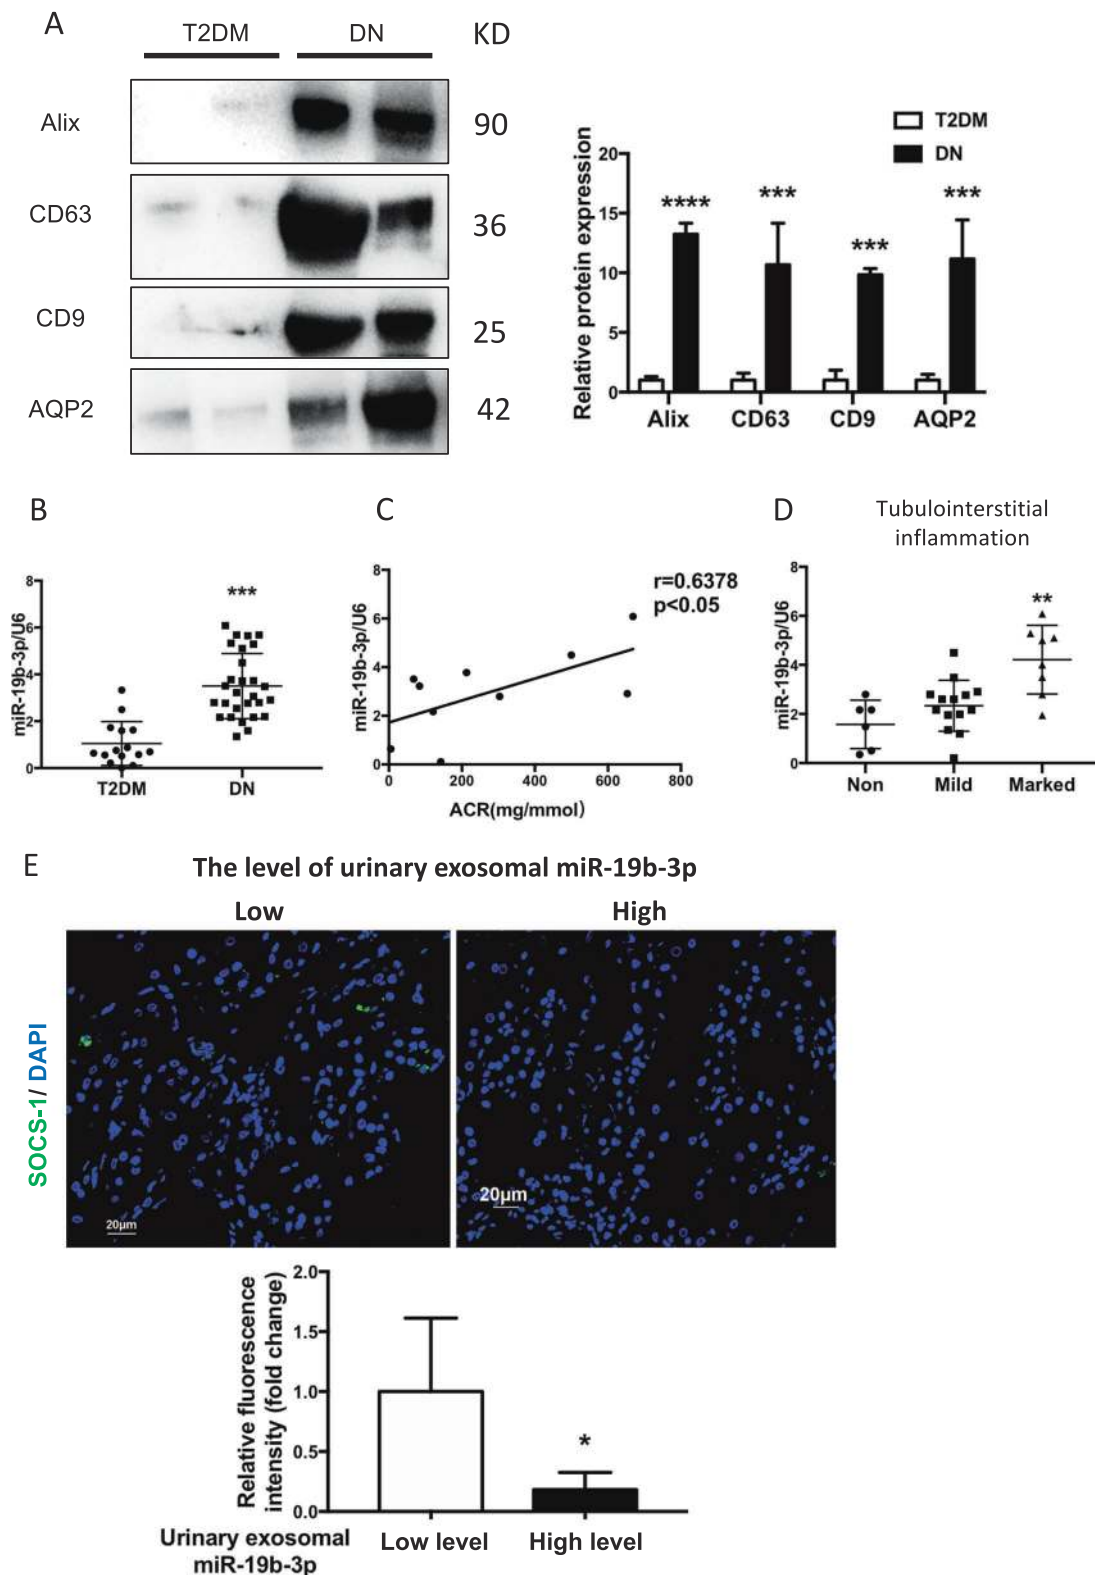 A
T2DM DN KD
Alix 90
CD63 36
CD9 25
AQP2 42
T2DM
DN
Relative protein expression
20
15
10
5
0
**** *** *** ***
Alix CD63 CD9 AQP2
B
miR-19b-3p/U6
8
6
4
2
0
***
T2DM DN
C
miR-19b-3p/U6
8
6
4
2
0
r=0.6378
p<0.05
0 200 400 600 800
ACR(mg/mmol)
D
Tubulointerstitial
inflammation
miR-19b-3p/U6
8
6
4
2
0
**
Non Mild Marked
E
The level of urinary exosomal miR-19b-3p
Low High
SOCS-1/ DAPI
20μm
20μm
Relative fluorescence
intensity (fold change)
2.0
1.5
1.0
0.5
0.0
*
Urinary exosomal
miR-19b-3p
Low level High level